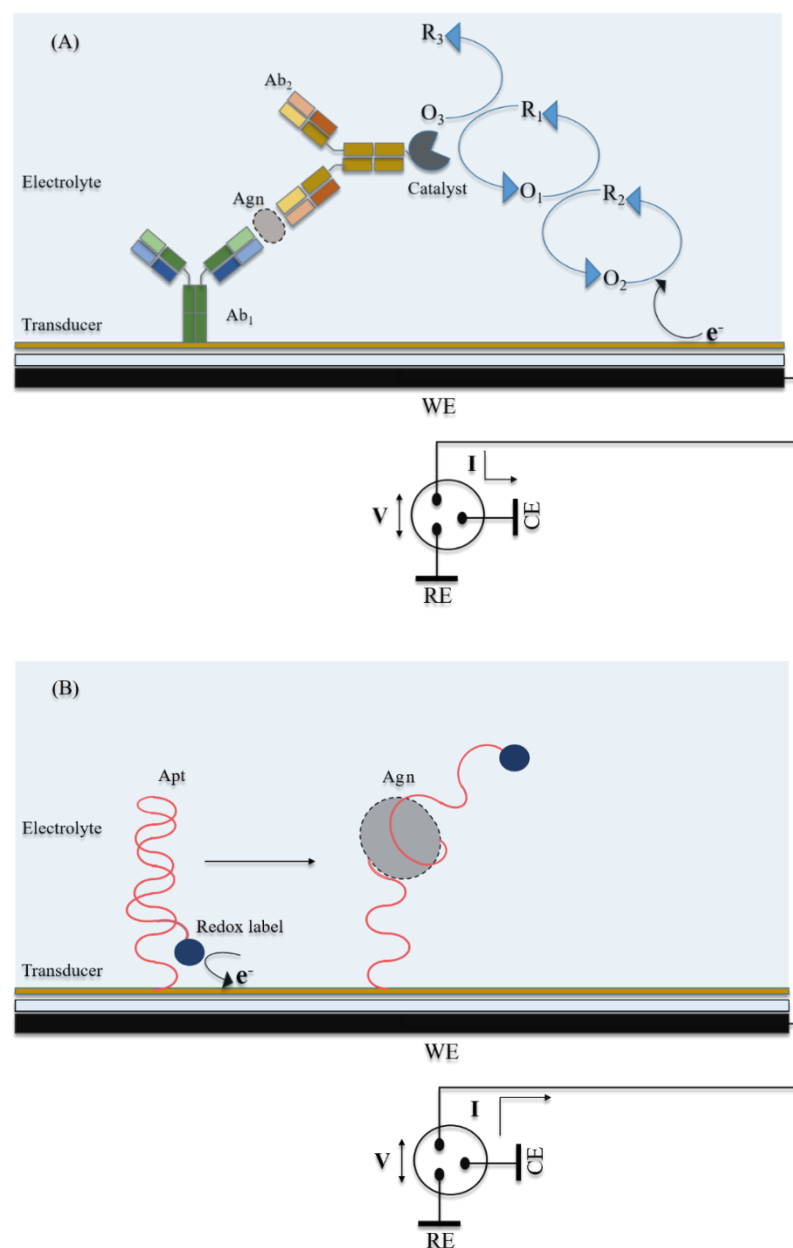 (A)
R3
Ab2
O3
R1
Electrolyte
Catalyst
Agn
O1
R2
O2
Transducer
Ab1
e-
WE
I
V
CE
RE
(B)
Apt
Agn
Electrolyte
Redox label
Transducer
e-
WE
I
V
CE
RE